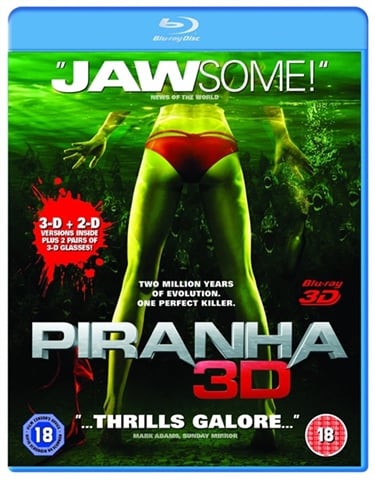 Blu-ray Disc
"JAWSOME!"
NEWS OF THE WORLD
3-D + 2-D
VERSIONS INSIDE
PLUS 2 PAIRS OF
3-D GLASSES!
TWO MILLION YEARS
OF EVOLUTION.
ONE PERFECT KILLER.
Blu-ray
3D
PIRANHA
3D
"...THRILLS GALORE..."
MARK ADAMS, SUNDAY MIRROR
18
18